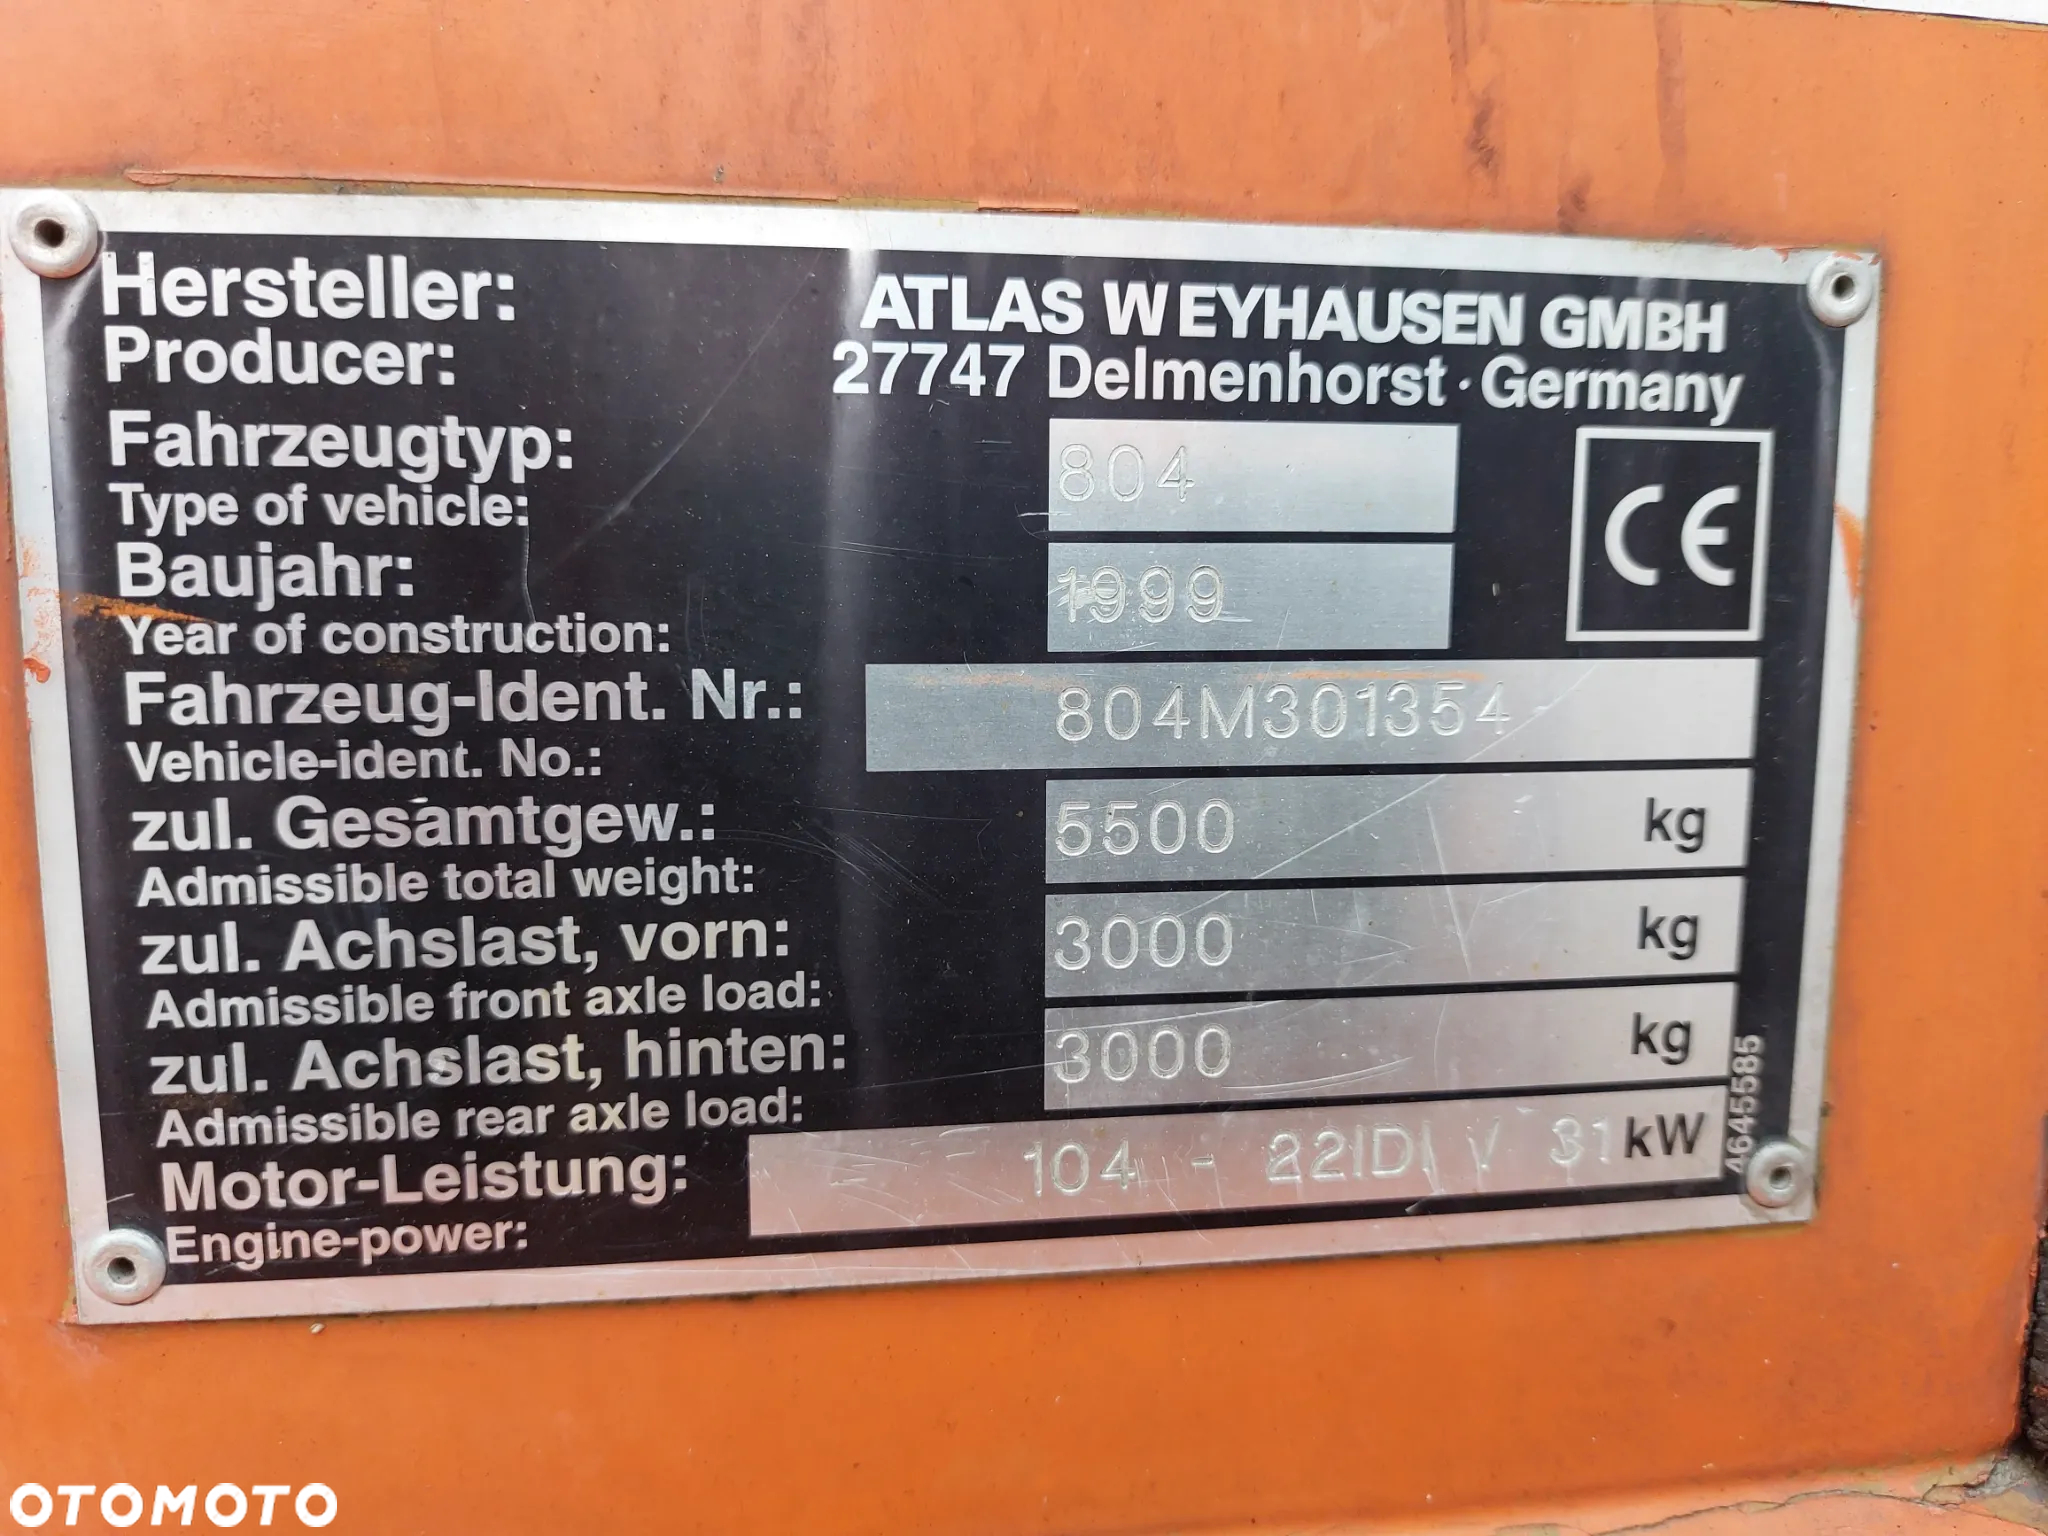 Hersteller: ATLAS WEYHAUSEN GMBH
Producer: 27747 Delmenhorst · Germany
Fahrzeugtyp: 804
Type of vehicle:
CE
Baujahr: 1999
Year of construction:
Fahrzeug-Ident. Nr.: 804M301354
Vehicle-ident. No.:
zul. Gesamtgew.: 5500 kg
Admissible total weight:
zul. Achslast, vorn: 3000 kg
Admissible front axle load:
zul. Achslast, hinten: 3000 kg
Admissible rear axle load:
Motor-Leistung: 104 - 22IDI V 31 kW
Engine-power:
4645585
OTOMOTO